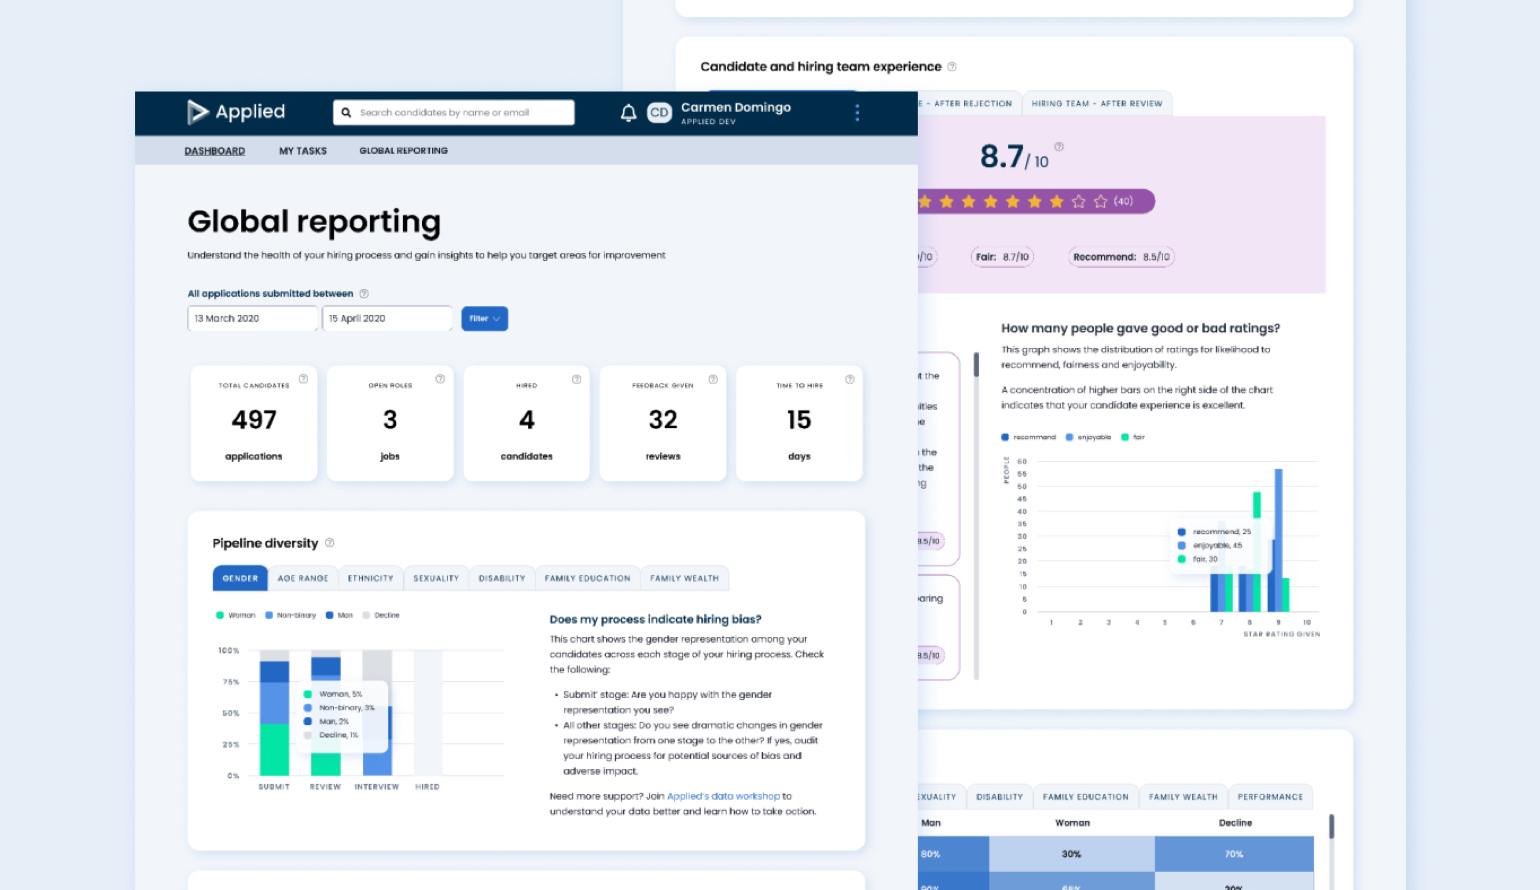 Candidate and hiring team experience
E - AFTER REJECTION
HIRING TEAM - AFTER REVIEW
8.7 / 10
(40)
/10
Fair: 8.7/10
Recommend: 8.5/10
Applied
Search candidates by name or email
CD
Carmen Domingo
APPLIED DEV
DASHBOARD
MY TASKS
GLOBAL REPORTING
Global reporting
Understand the health of your hiring process and gain insights to help you target areas for improvement
All applications submitted between
13 March 2020
15 April 2020
Filter
TOTAL CANDIDATES
497
applications
OPEN ROLES
3
jobs
HIRED
4
candidates
FEEDBACK GIVEN
32
reviews
TIME TO HIRE
15
days
Pipeline diversity
GENDER
AGE RANGE
ETHNICITY
SEXUALITY
DISABILITY
FAMILY EDUCATION
FAMILY WEALTH
Woman
Non-binary
Man
Decline
100%
75%
50%
25%
0%
Woman, 5%
Non-binary, 3%
Man, 2%
Decline, 1%
SUBMIT
REVIEW
INTERVIEW
HIRED
Does my process indicate hiring bias?
This chart shows the gender representation among your
candidates across each stage of your hiring process. Check
the following:
• Submit' stage: Are you happy with the gender
representation you see?
• All other stages: Do you see dramatic changes in gender
representation from one stage to the other? If yes, audit
your hiring process for potential sources of bias and
adverse impact.
Need more support? Join Applied's data workshop to
understand your data better and learn how to take action.
t the
ities
e
the
the
ng
8.5/10
aring
8.5/10
How many people gave good or bad ratings?
This graph shows the distribution of ratings for likelihood to
recommend, fairness and enjoyability.
A concentration of higher bars on the right side of the chart
indicates that your candidate experience is excellent.
recommend
enjoyable
fair
PEOPLE
60
55
50
45
40
35
30
25
20
15
10
5
0
recommend, 25
enjoyable, 45
fair, 30
1 2 3 4 5 6 7 8 9 10
STAR RATING GIVEN
EXUALITY
DISABILITY
FAMILY EDUCATION
FAMILY WEALTH
PERFORMANCE
Man
Woman
Decline
80%
30%
70%
90%
65%
20%